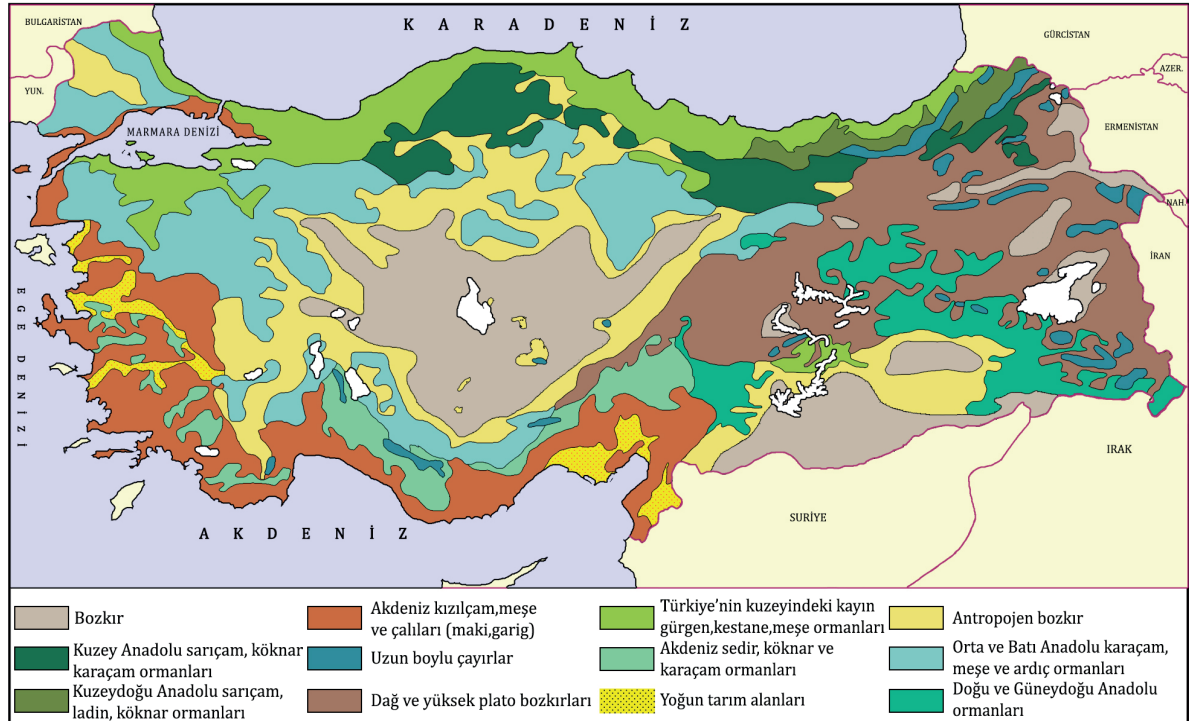 BULGARİSTAN
K A R A D E N İ Z
GÜRCİSTAN
AZER.
YUN.
MARMARA DENİZİ
ERMENİSTAN
NAH.
İRAN
E G E D E N İ Z İ
IRAK
SURİYE
A K D E N İ Z
Bozkır
Akdeniz kızılçam,meşe
ve çalıları (maki,garig)
Türkiye'nin kuzeyindeki kayın
gürgen,kestane,meşe ormanları
Antropojen bozkır
Kuzey Anadolu sarıçam, köknar
karaçam ormanları
Uzun boylu çayırlar
Akdeniz sedir, köknar ve
karaçam ormanları
Orta ve Batı Anadolu karaçam,
meşe ve ardıç ormanları
Kuzeydoğu Anadolu sarıçam,
ladin, köknar ormanları
Dağ ve yüksek plato bozkırları
Yoğun tarım alanları
Doğu ve Güneydoğu Anadolu
ormanları